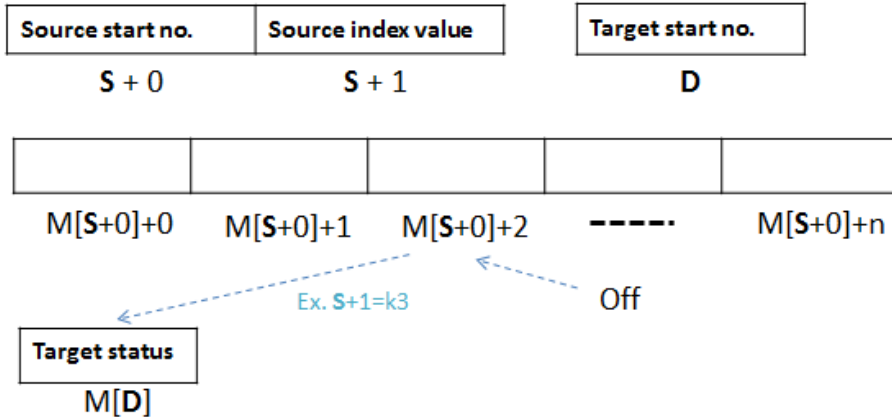 Source start no. Source index value Target start no.
S + 0 S + 1 D
M[S+0]+0 M[S+0]+1 M[S+0]+2 ----- M[S+0]+n
Ex. S+1=k3 Off
Target status
M[D]